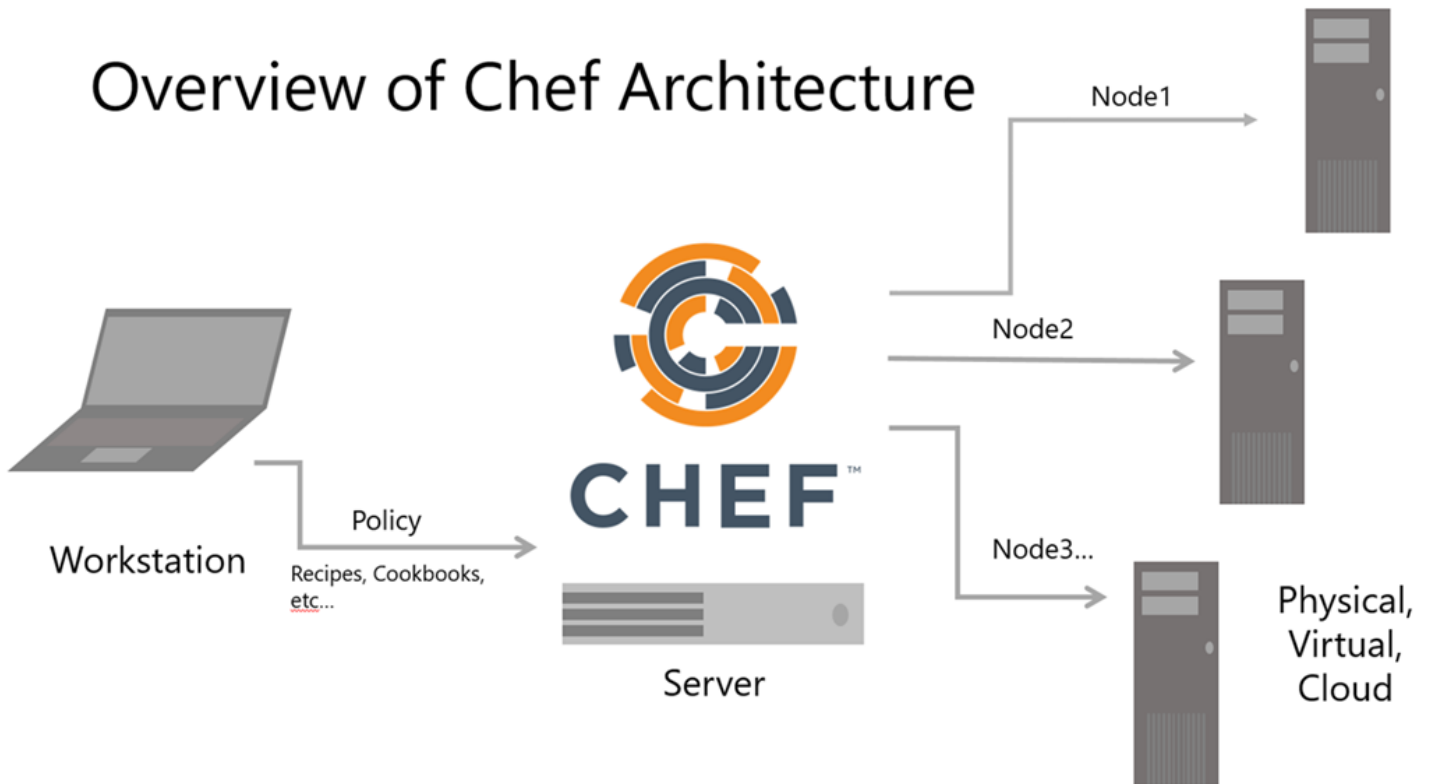 Overview of Chef Architecture
Node1
Node2
CHEF™
Policy
Node3...
Workstation
Recipes, Cookbooks,
etc...
Physical,
Virtual,
Cloud
Server